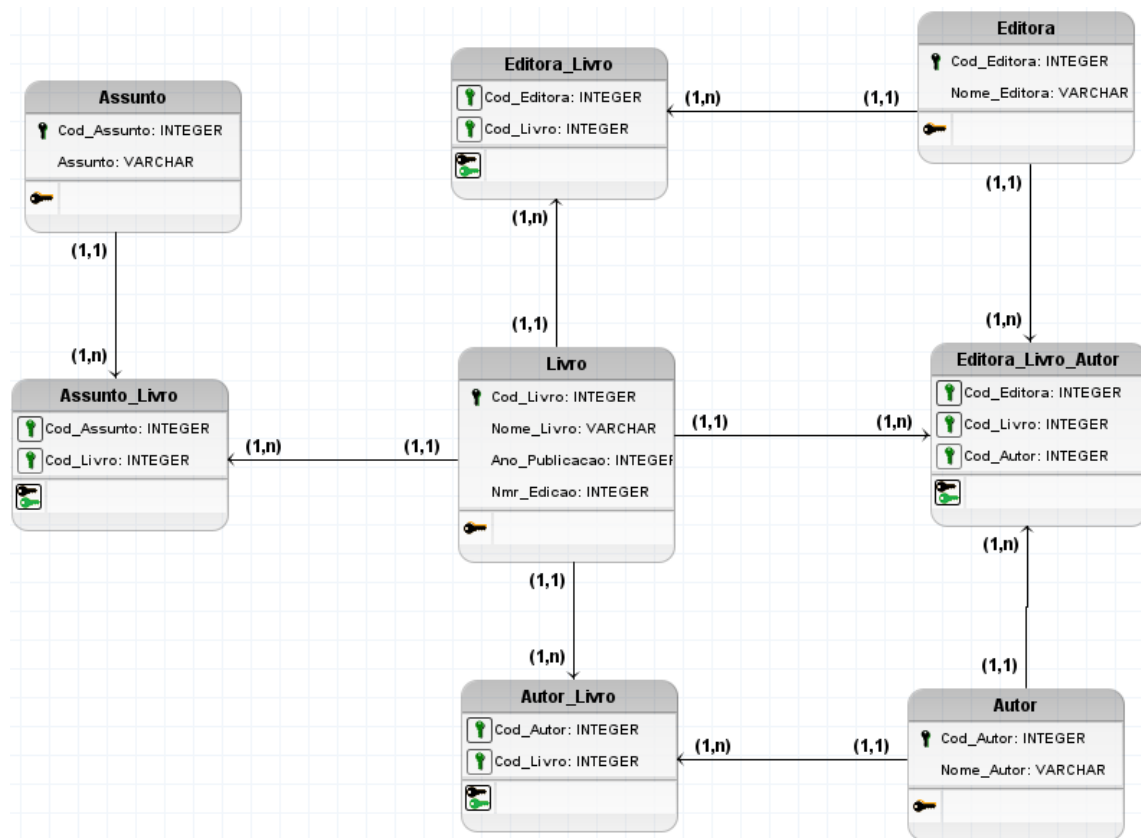 Editora
Cod_Editora: INTEGER
Nome_Editora: VARCHAR
Editora_Livro
Cod_Editora: INTEGER
Cod_Livro: INTEGER
(1,n)
(1,1)
Assunto
Cod_Assunto: INTEGER
Assunto: VARCHAR
(1,1)
(1,n)
(1,1)
(1,n)
(1,1)
(1,n)
Assunto_Livro
Cod_Assunto: INTEGER
Cod_Livro: INTEGER
(1,n)
(1,1)
Livro
Cod_Livro: INTEGER
Nome_Livro: VARCHAR
Ano_Publicacao: INTEGER
Nmr_Edicao: INTEGER
(1,1)
(1,n)
Editora_Livro_Autor
Cod_Editora: INTEGER
Cod_Livro: INTEGER
Cod_Autor: INTEGER
(1,1)
(1,n)
(1,n)
(1,1)
Autor_Livro
Cod_Autor: INTEGER
Cod_Livro: INTEGER
(1,n)
(1,1)
Autor
Cod_Autor: INTEGER
Nome_Autor: VARCHAR